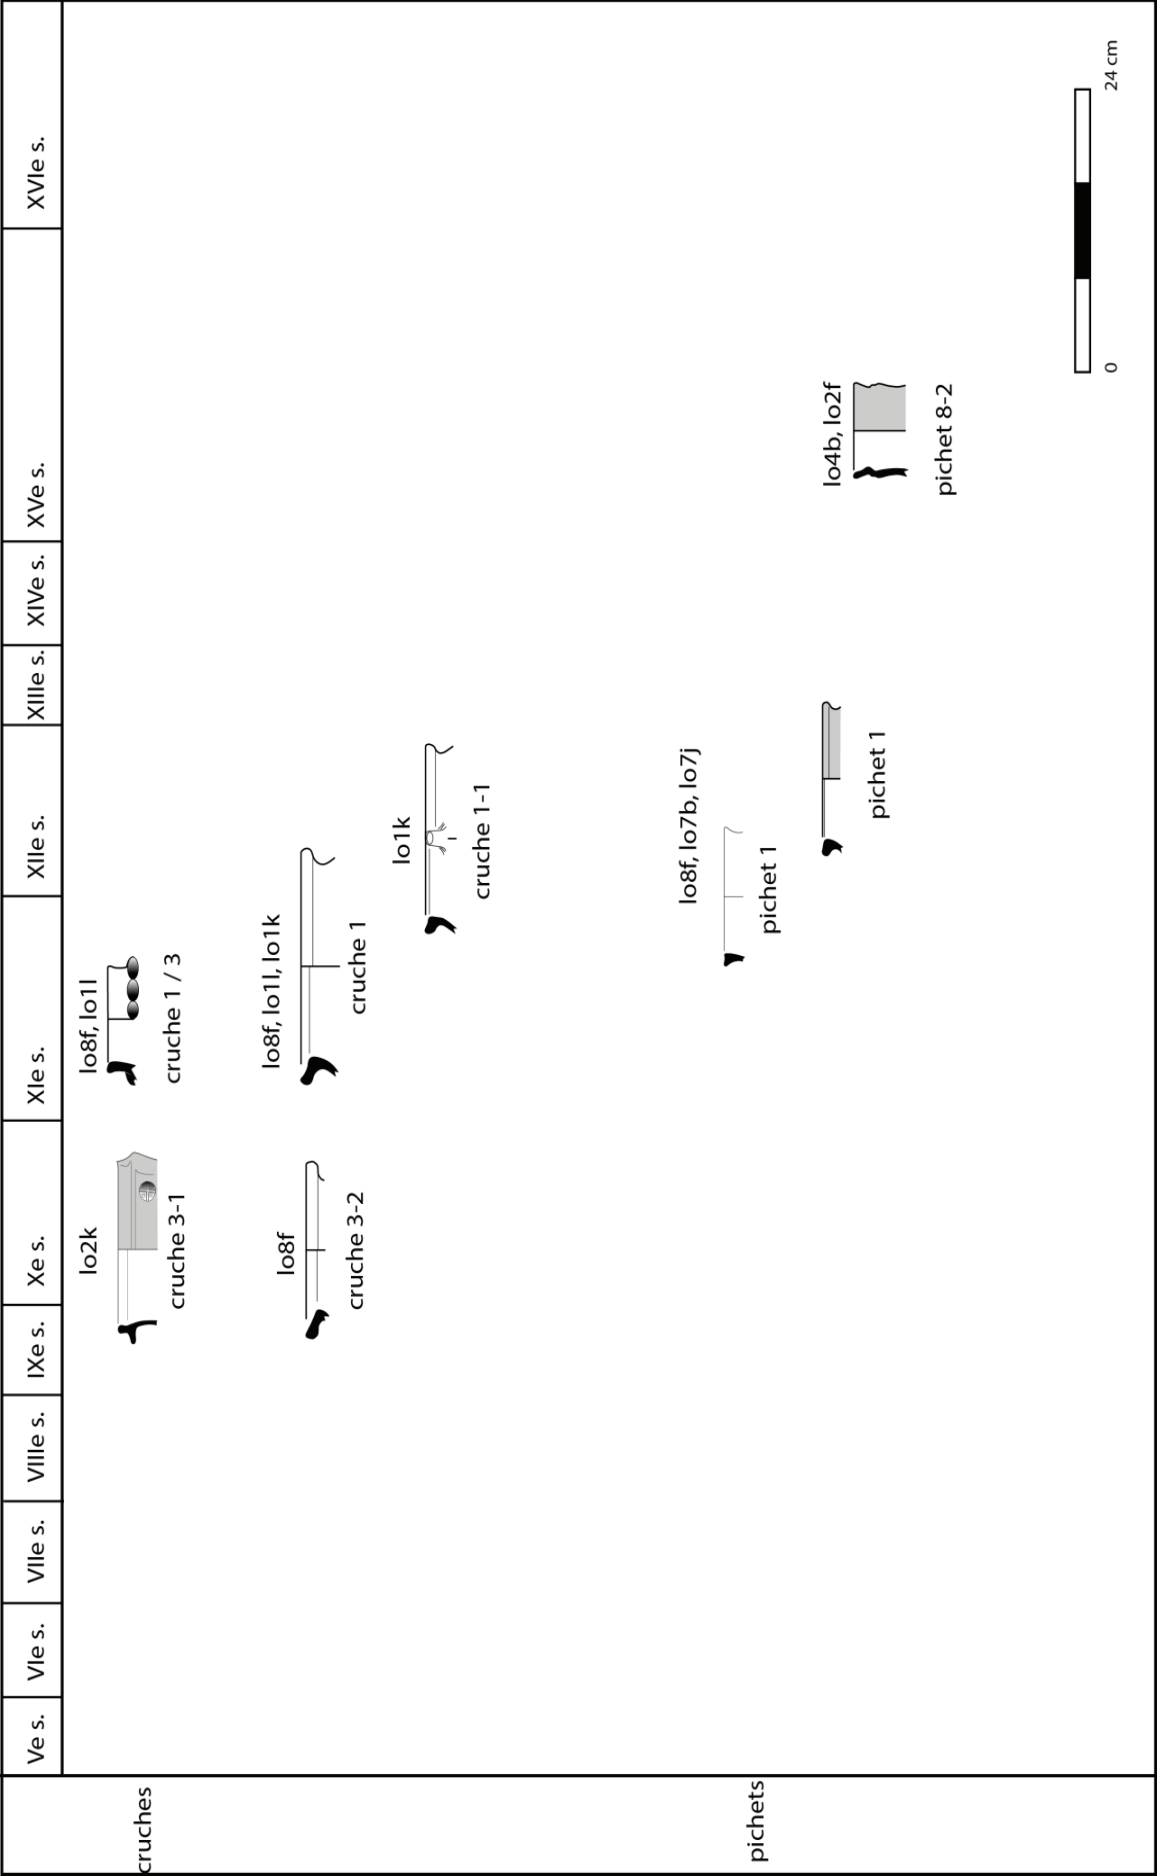 Ve s.
VIe s.
VIIe s.
VIIIe s.
IXe s.
Xe s.
XIe s.
XIIe s.
XIIIe s.
XIVe s.
XVe s.
XVIe s.
cruches
lo2k
cruche 3-1
lo8f, lo1l
cruche 1 / 3
lo8f
cruche 3-2
lo8f, lo1l, lo1k
cruche 1
lo1k
cruche 1-1
pichets
lo8f, lo7b, lo7j
pichet 1
pichet 1
lo4b, lo2f
pichet 8-2
0
24 cm